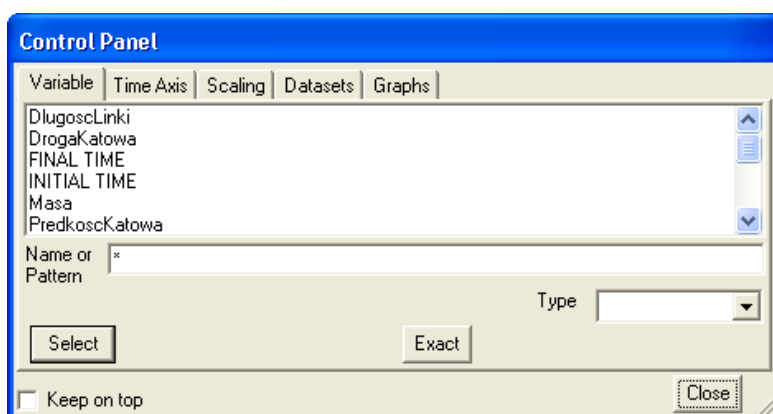 Control Panel
Variable Time Axis Scaling Datasets Graphs
DlugoscLinki
DrogaKatowa
FINAL TIME
INITIAL TIME
Masa
PredkoscKatowa
Name or Pattern *
Type
Select Exact
Keep on top Close